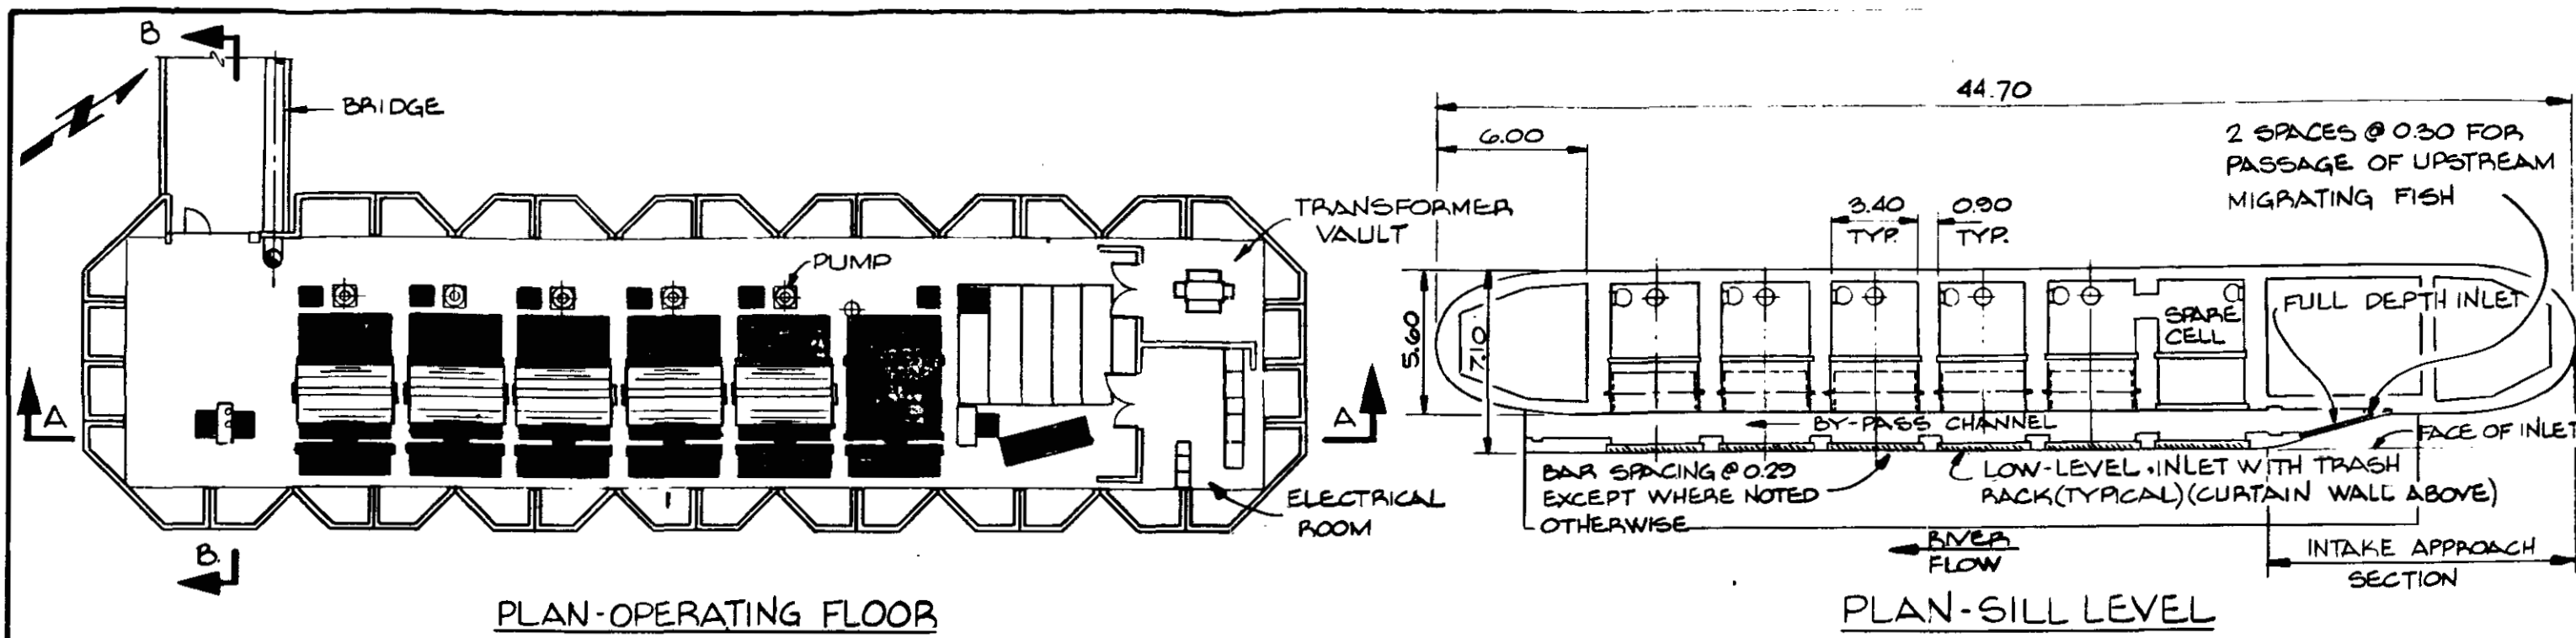 B
Z
BRIDGE
TRANSFORMER
VAULT
PUMP
A
A
ELECTRICAL
ROOM
B.
PLAN-OPERATING FLOOR
44.70
6.00
2 SPACES @ 0.30 FOR
PASSAGE OF UPSTREAM
MIGRATING FISH
3.40
TYP.
0.90
TYP.
FULL DEPTH INLET
SPARE
CELL
5.60
7.10
BY-PASS CHANNEL
FACE OF INLET
BAR SPACING @ 0.29
EXCEPT WHERE NOTED
OTHERWISE
LOW-LEVEL INLET WITH TRASH
RACK (TYPICAL) (CURTAIN WALL ABOVE)
RIVER
FLOW
INTAKE APPROACH
SECTION
PLAN-SILL LEVEL